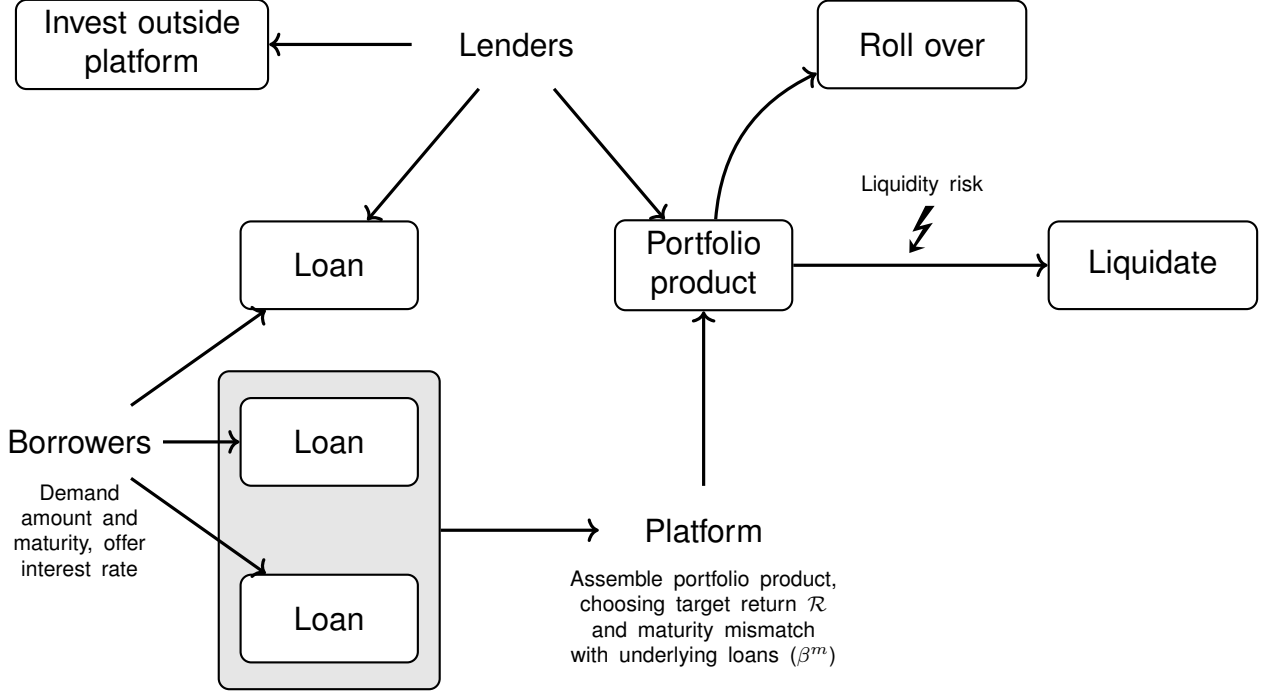 Invest outside
platform
Lenders
Roll over
Liquidity risk
Loan
Portfolio
product
Liquidate
Borrowers
Demand
amount and
maturity, offer
interest rate
Loan
Loan
Platform
Assemble portfolio product,
choosing target return ℛ
and maturity mismatch
with underlying loans (βᵐ)